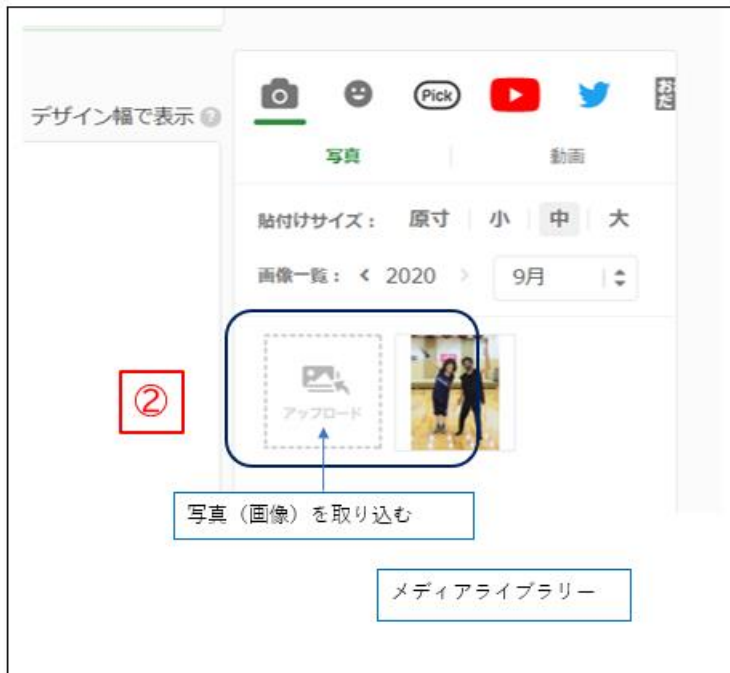 デザイン幅で表示 ?
Pick
写真
動画
貼付けサイズ： 原寸 小 中 大
画像一覧： < 2020 > 9月
アップロード
②
写真（画像）を取り込む
メディアライブラリー